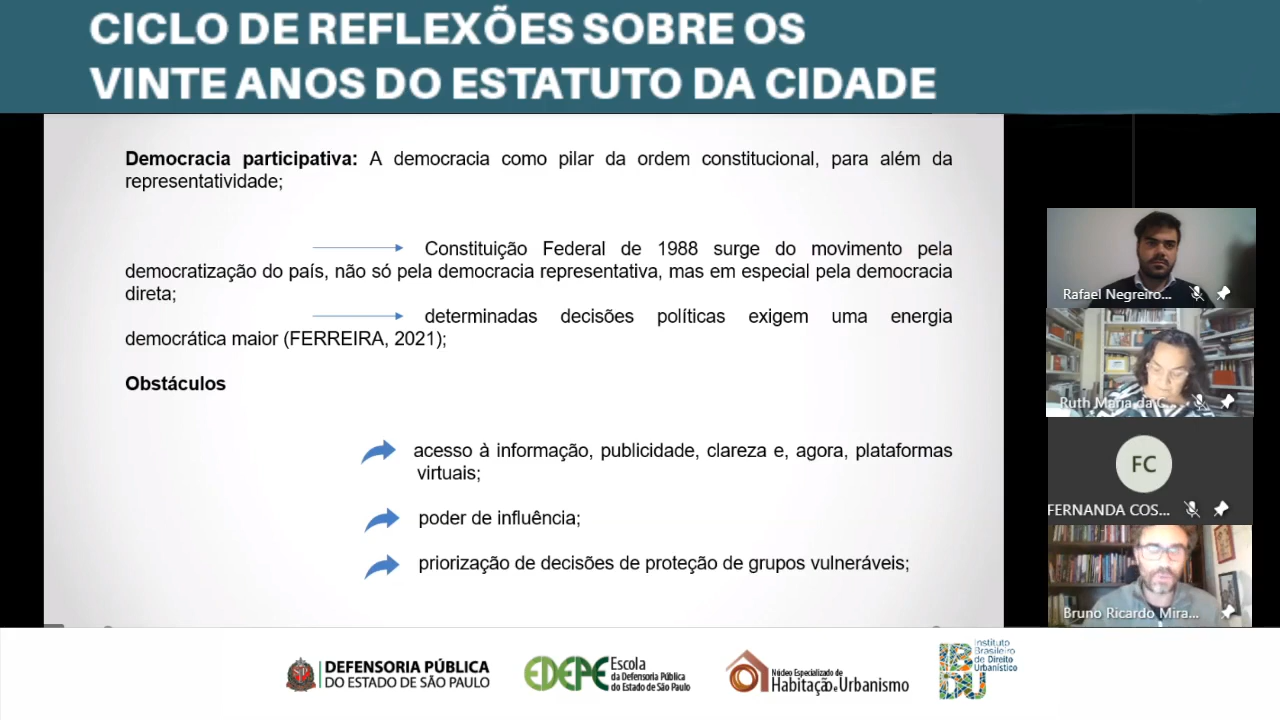 CICLO DE REFLEXÕES SOBRE OS
VINTE ANOS DO ESTATUTO DA CIDADE
Democracia participativa: A democracia como pilar da ordem constitucional, para além da
representatividade;
Constituição Federal de 1988 surge do movimento pela
democratização do país, não só pela democracia representativa, mas em especial pela democracia
direta;
determinadas decisões políticas exigem uma energia
democrática maior (FERREIRA, 2021);
Obstáculos
acesso à informação, publicidade, clareza e, agora, plataformas
virtuais;
poder de influência;
priorização de decisões de proteção de grupos vulneráveis;
Rafael Negreiro...
Ruth Maria da C...
FC
FERNANDA COS...
Bruno Ricardo Mira...
DEFENSORIA PÚBLICA
DO ESTADO DE SÃO PAULO
EDEPE
Escola
da Defensoria Pública
do Estado de São Paulo
Núcleo Especializado de
Habitação e Urbanismo
IBDU
Instituto
Brasileiro
de Direito
Urbanístico